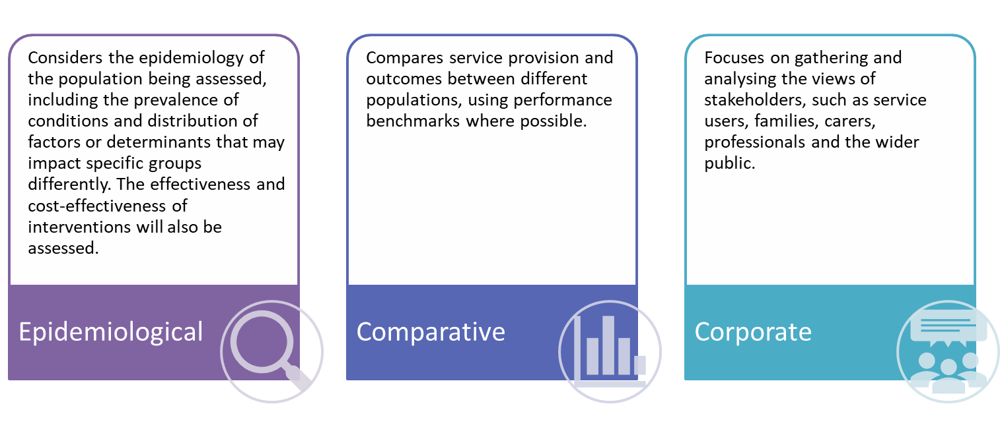 Considers the epidemiology of
the population being assessed,
including the prevalence of
conditions and distribution of
factors or determinants that may
impact specific groups
differently. The effectiveness and
cost-effectiveness of
interventions will also be
assessed.
Epidemiological
Compares service provision and
outcomes between different
populations, using performance
benchmarks where possible.
Comparative
Focuses on gathering and
analysing the views of
stakeholders, such as service
users, families, carers,
professionals and the wider
public.
Corporate